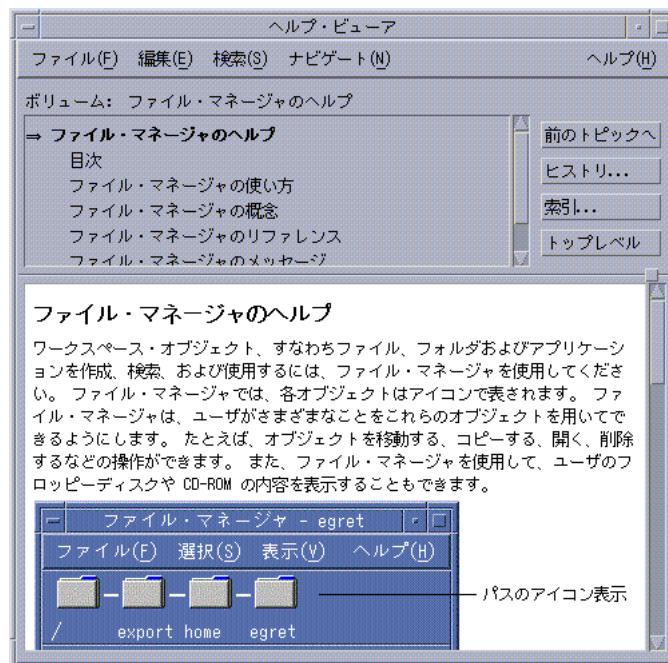 ヘルプ・ビューア
ファイル(F) 編集(E) 検索(S) ナビゲート(N) ヘルプ(H)
ボリューム: ファイル・マネージャのヘルプ
⇒ ファイル・マネージャのヘルプ
目次
ファイル・マネージャの使い方
ファイル・マネージャの概念
ファイル・マネージャのリファレンス
ファイル・マネージャのメッセージ
前のトピックへ
ヒストリ...
索引...
トップレベル
ファイル・マネージャのヘルプ
ワークスペース・オブジェクト、すなわちファイル、フォルダおよびアプリケーシ
ョンを作成、検索、および使用するには、ファイル・マネージャを使用してくださ
い。 ファイル・マネージャでは、各オブジェクトはアイコンで表されます。 ファ
イル・マネージャは、ユーザがさまざまなことをこれらのオブジェクトを用いてで
きるようにします。 たとえば、オブジェクトを移動する、コピーする、開く、削除
するなどの操作ができます。 また、ファイル・マネージャを使用して、ユーザのフ
ロッピーディスクや CD-ROM の内容を表示することもできます。
ファイル・マネージャ - egret
ファイル(F) 選択(S) 表示(V) ヘルプ(H)
パスのアイコン表示
/ export home egret